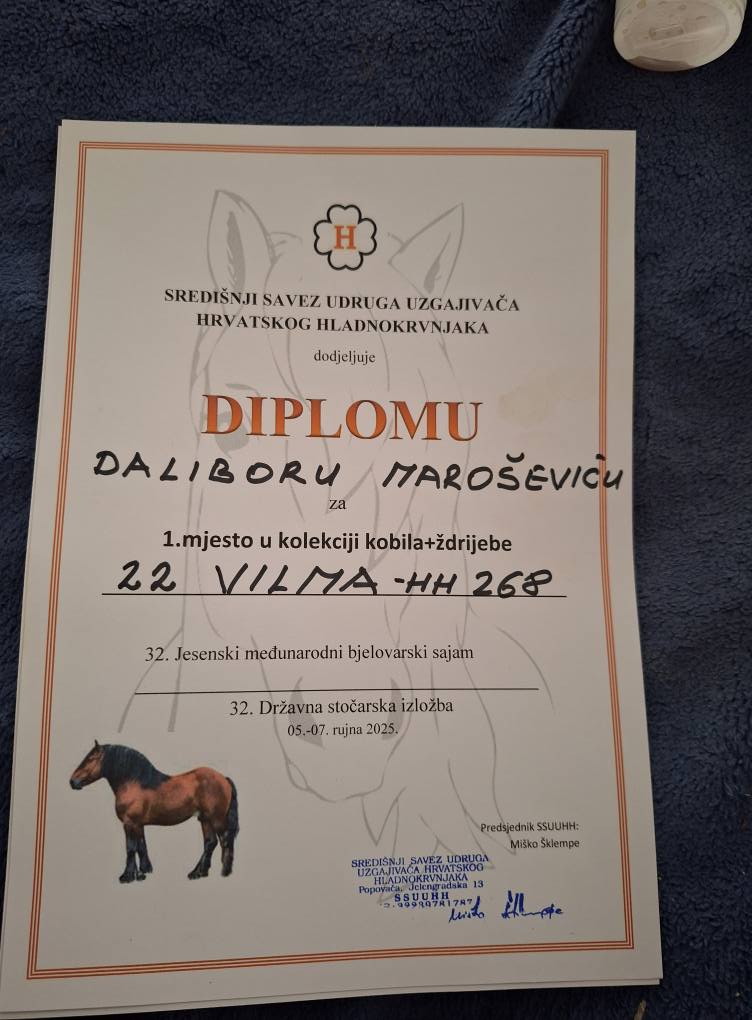 H
SREDIŠNJI SAVEZ UDRUGA UZGAJIVAČA
HRVATSKOG HLADNOKRVNJAKA
dodjeljuje
DIPLOMU
DALIBORU MAROŠEVIĆU
za
1.mjesto u kolekciji kobila+ždrijebe
22 VILMA-HH 268
32. Jesenski međunarodni bjelovarski sajam
32. Državna stočarska izložba
05.-07. rujna 2025.
Predsjednik SSUUHH:
Miško Šklempe
SREDIŠNJI SAVEZ UDRUGA
UZGAJIVAČA HRVATSKOG
HLADNOKRVNJAKA
Popovača, Jelengradska 13
SSUUHH
Miško Šklempe